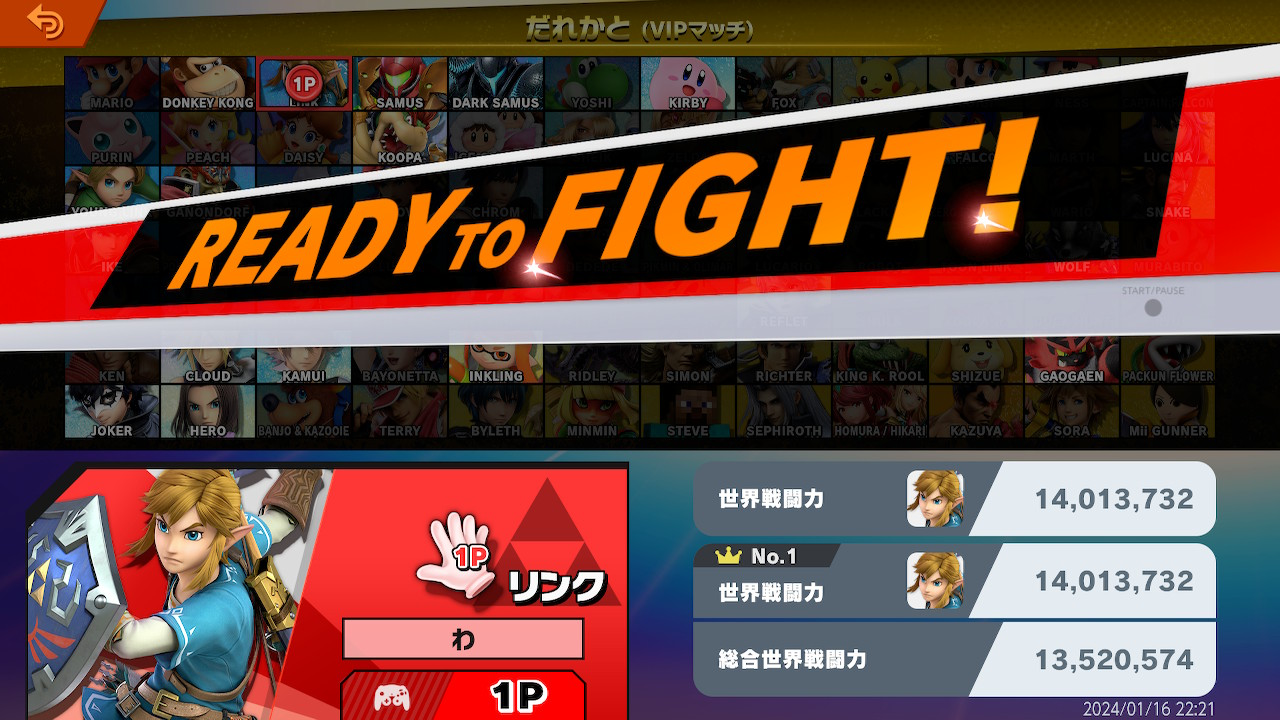 だれかと (VIPマッチ)
MARIO DONKEY KONG 1P LINK SAMUS DARK SAMUS YOSHI KIRBY FOX
PURIN PEACH DAISY KOOPA FALCO LUCINA
GANONDORF CHROM SNAKE
READY TO FIGHT!
IKE WOLF MURABITO
START/PAUSE
REFLET
KEN CLOUD KAMUI BAYONETTA INKLING RIDLEY SIMON RICHTER KING K. ROOL SHIZUE GAOGAEN PACKUN FLOWER
JOKER HERO BANJO & KAZOOIE TERRY BYLETH MINMIN STEVE SEPHIROTH HOMURA / HIKARI KAZUYA SORA Mii GUNNER
1P
リンク
わ
1P
世界戦闘力 14,013,732
No.1
世界戦闘力 14,013,732
総合世界戦闘力 13,520,574
2024/01/16 22:21